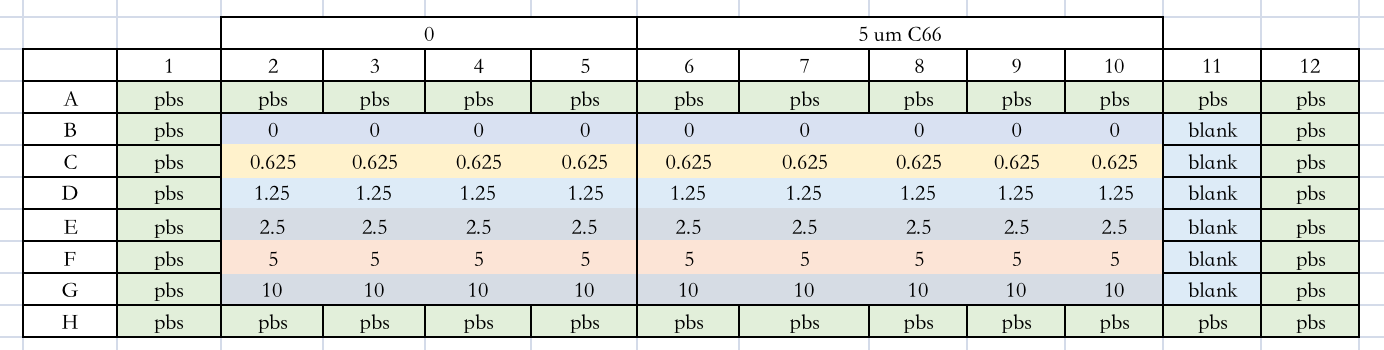 0 5 um C66
1 2 3 4 5 6 7 8 9 10 11 12
A pbs pbs pbs pbs pbs pbs pbs pbs pbs pbs pbs pbs
B pbs 0 0 0 0 0 0 0 0 0 blank pbs
C pbs 0.625 0.625 0.625 0.625 0.625 0.625 0.625 0.625 0.625 blank pbs
D pbs 1.25 1.25 1.25 1.25 1.25 1.25 1.25 1.25 1.25 blank pbs
E pbs 2.5 2.5 2.5 2.5 2.5 2.5 2.5 2.5 2.5 blank pbs
F pbs 5 5 5 5 5 5 5 5 5 blank pbs
G pbs 10 10 10 10 10 10 10 10 10 blank pbs
H pbs pbs pbs pbs pbs pbs pbs pbs pbs pbs pbs pbs